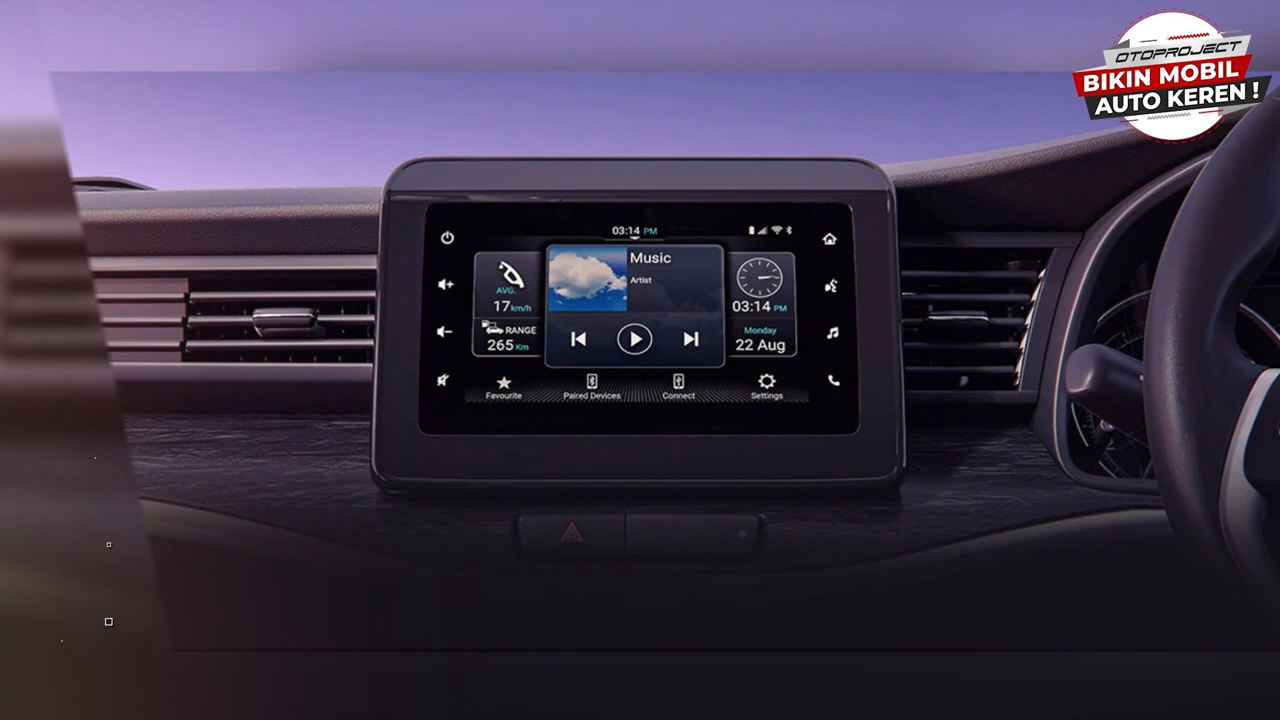 OTOPROJECT
BIKIN MOBIL
AUTO KEREN !
03:14 PM
AVG.
17 km/h
RANGE
265 Km
Music
Artist
03:14 PM
Monday
22 Aug
Favourite
Paired Devices
Connect
Settings